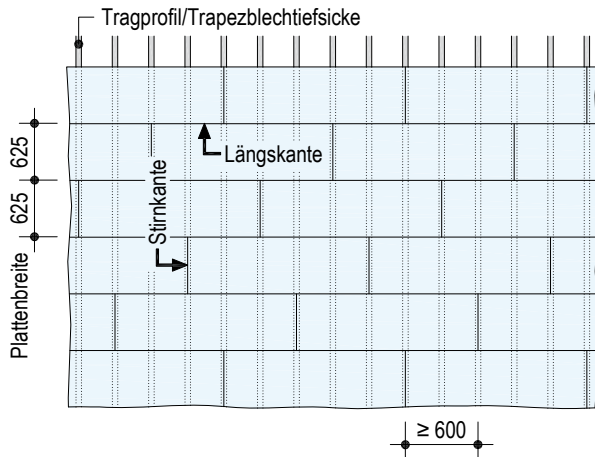 Tragprofil/Trapezblechtiefsicke
625
Längskante
625
Stirnkante
Plattenbreite
≥ 600